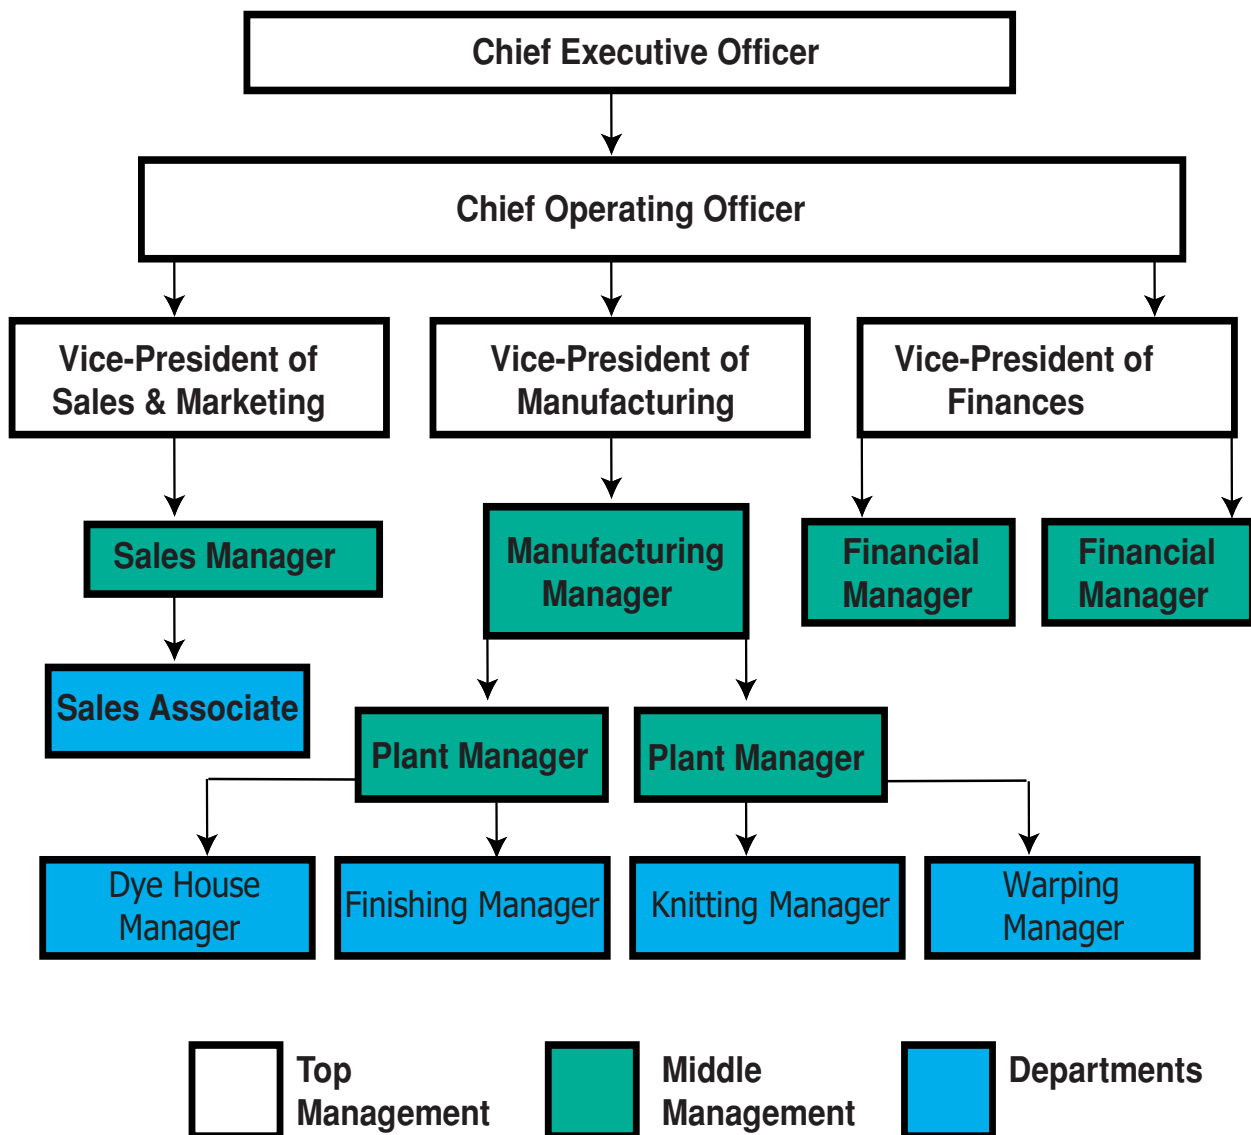 Chief Executive Officer
Chief Operating Officer
Vice-President of
Sales & Marketing
Vice-President of
Manufacturing
Vice-President of
Finances
Sales Manager
Manufacturing
Manager
Financial
Manager
Financial
Manager
Sales Associate
Plant Manager
Plant Manager
Dye House
Manager
Finishing Manager
Knitting Manager
Warping
Manager
Top
Management
Middle
Management
Departments